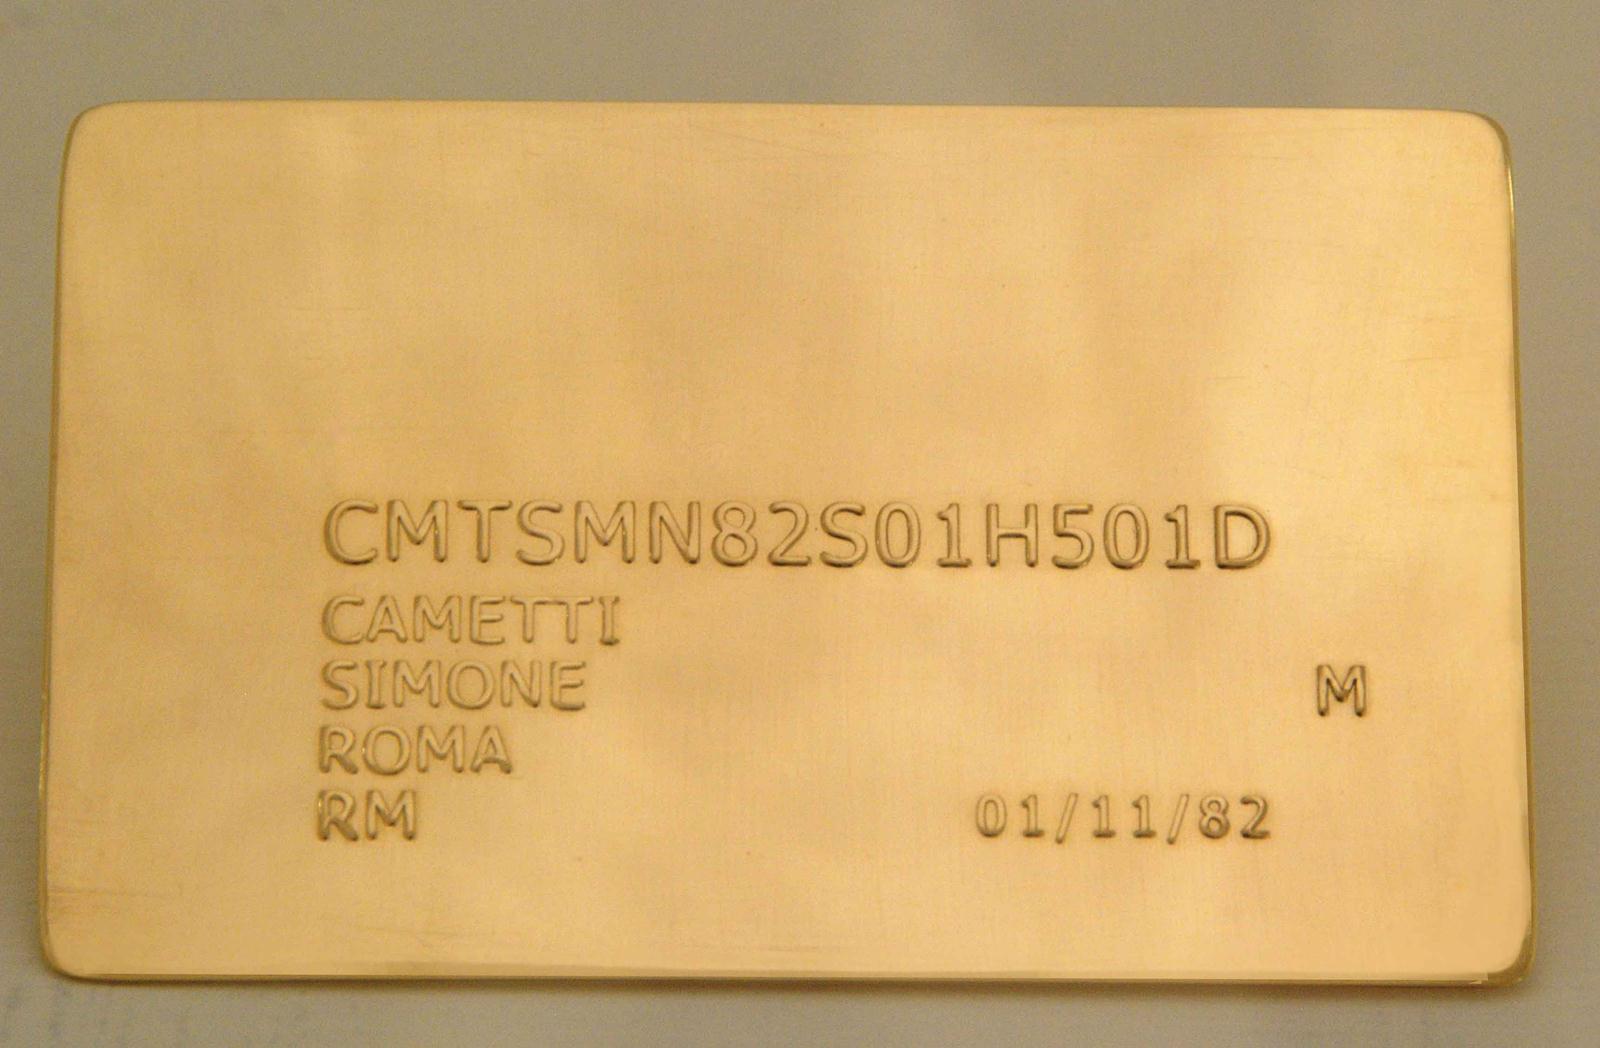 CMTSMN82S01H501D
CAMETTI
SIMONE M
ROMA
RM 01/11/82